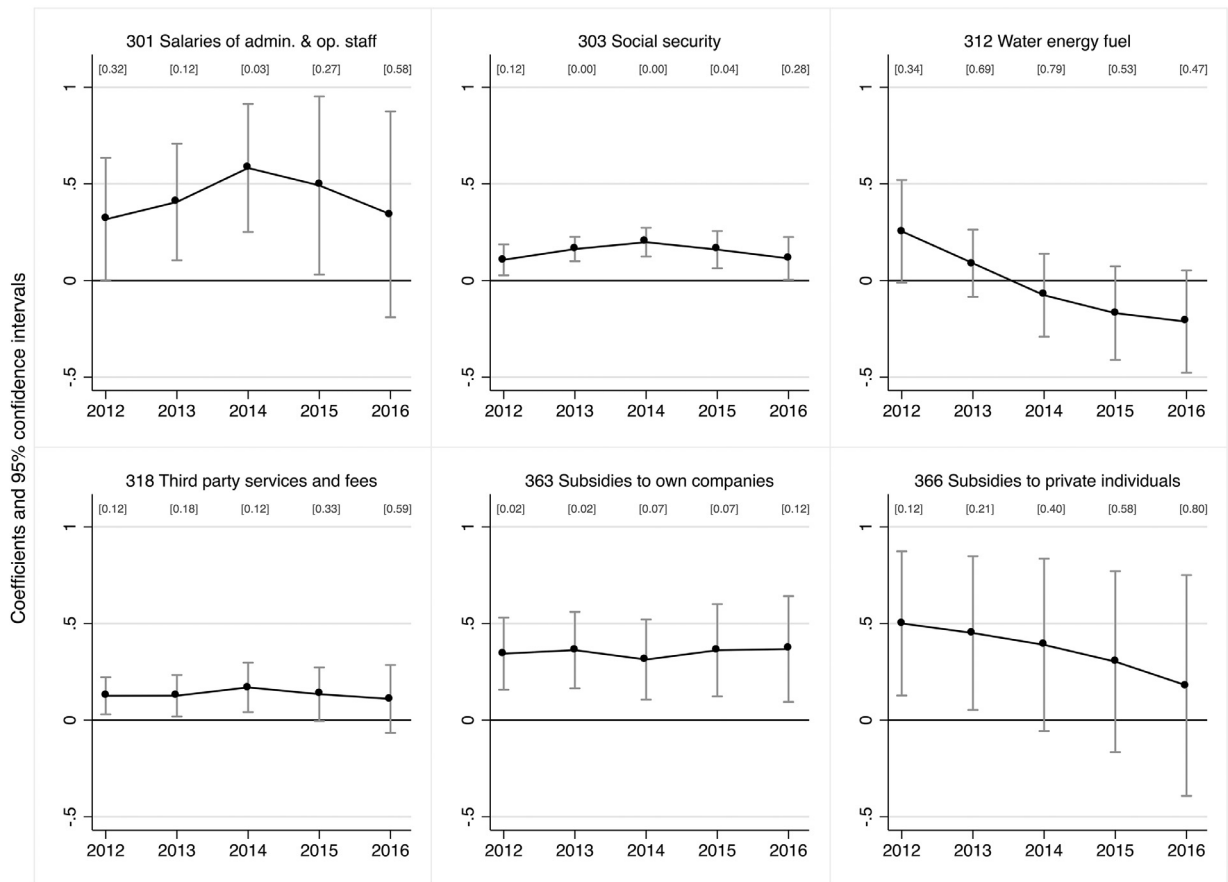 Coefficients and 95% confidence intervals
301 Salaries of admin. & op. staff
[0.32] [0.12] [0.03] [0.27] [0.58]
1
.5
0
-.5
2012 2013 2014 2015 2016
303 Social security
[0.12] [0.00] [0.00] [0.04] [0.28]
1
.5
0
-.5
2012 2013 2014 2015 2016
312 Water energy fuel
[0.34] [0.69] [0.79] [0.53] [0.47]
1
.5
0
-.5
2012 2013 2014 2015 2016
318 Third party services and fees
[0.12] [0.18] [0.12] [0.33] [0.59]
1
.5
0
-.5
2012 2013 2014 2015 2016
363 Subsidies to own companies
[0.02] [0.02] [0.07] [0.07] [0.12]
1
.5
0
-.5
2012 2013 2014 2015 2016
366 Subsidies to private individuals
[0.12] [0.21] [0.40] [0.58] [0.80]
1
.5
0
-.5
2012 2013 2014 2015 2016